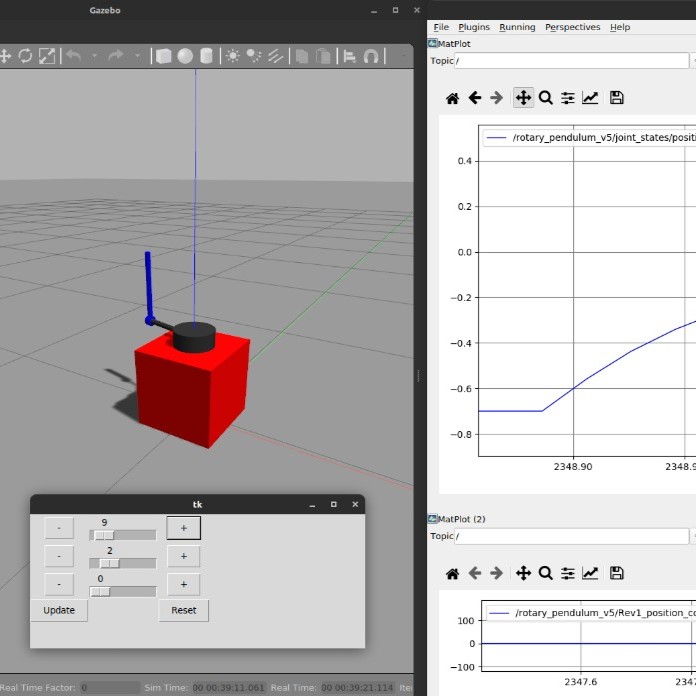 Gazebo
File Plugins Running Perspectives Help
MatPlot
Topic /
/rotary_pendulum_v5/joint_states/positi
0.4
0.2
0.0
−0.2
−0.4
−0.6
−0.8
2348.90
2348.9
tk
- 9 +
- 2 +
- 0 +
Update Reset
MatPlot (2)
Topic /
/rotary_pendulum_v5/Rev1_position_co
100
0
−100
2347.6
2347
Real Time Factor: 0 Sim Time: 00 00:39:11.061 Real Time: 00 00:39:21.114 Ite